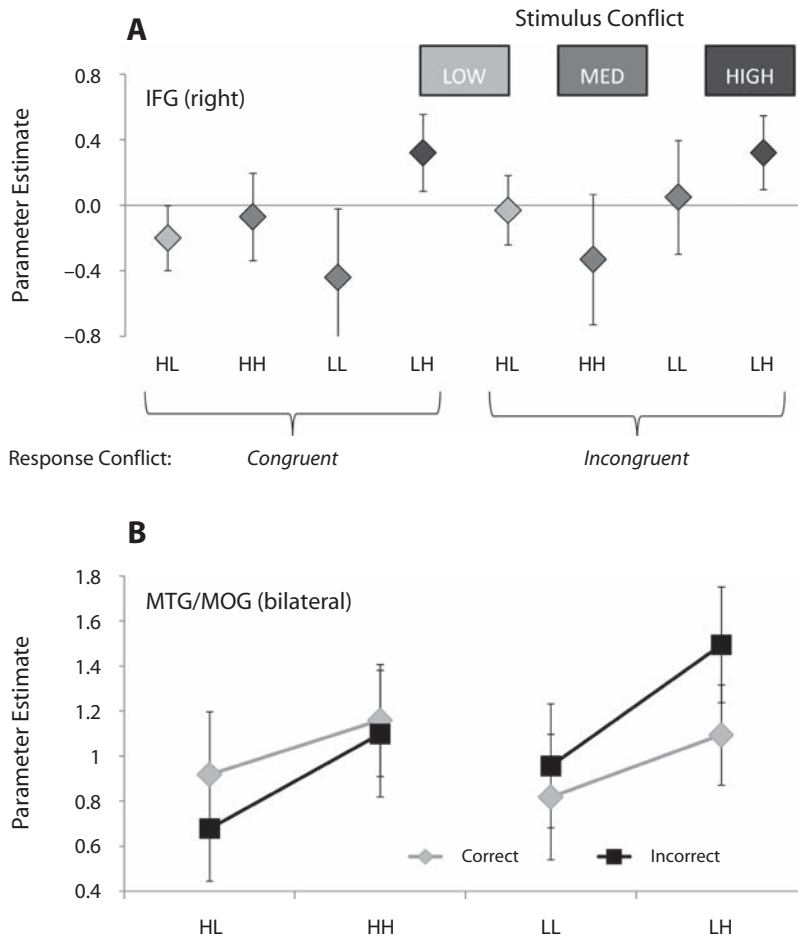 A
Stimulus Conflict
LOW MED HIGH
IFG (right)
Parameter Estimate
0.8
0.4
0.0
–0.4
–0.8
HL HH LL LH HL HH LL LH
Response Conflict: Congruent Incongruent
B
MTG/MOG (bilateral)
Parameter Estimate
1.8
1.6
1.4
1.2
1
0.8
0.6
0.4
Correct Incorrect
HL HH LL LH